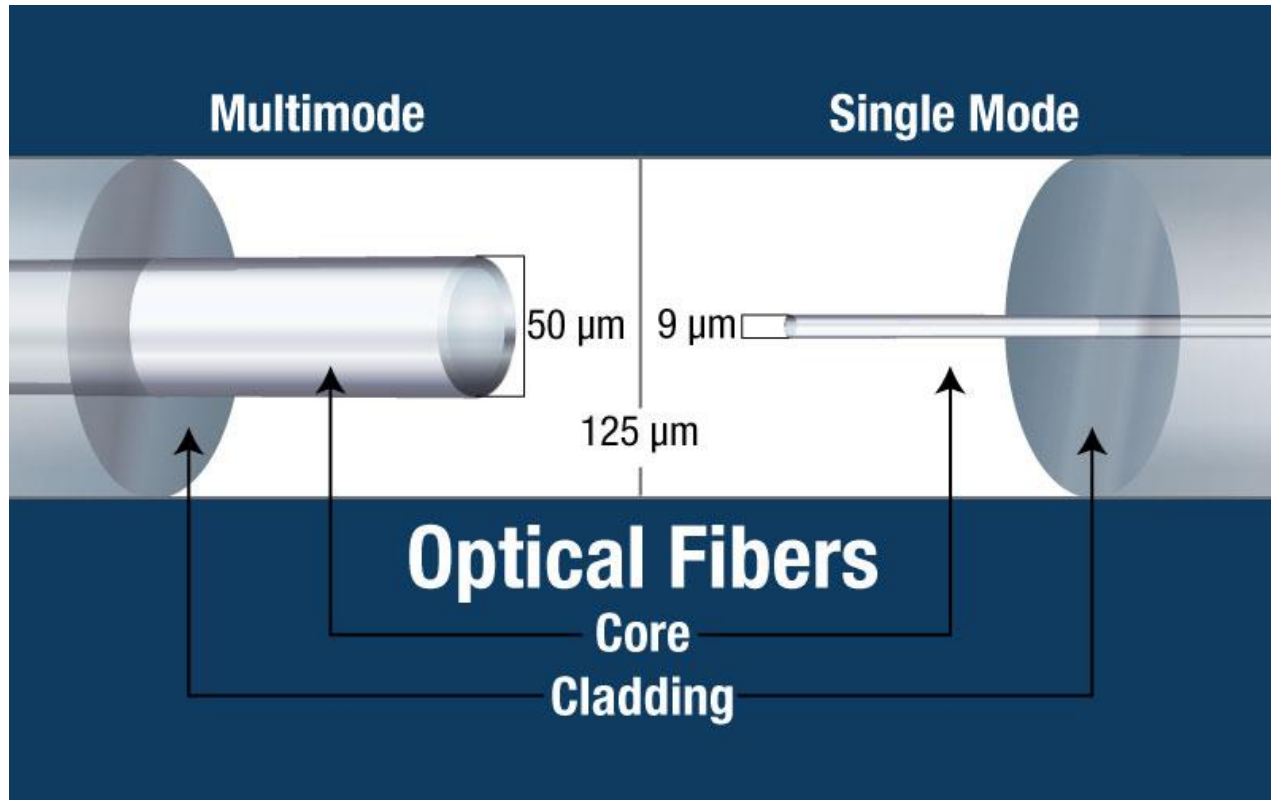 Multimode
Single Mode
50 µm
9 µm
125 µm
Optical Fibers
Core
Cladding